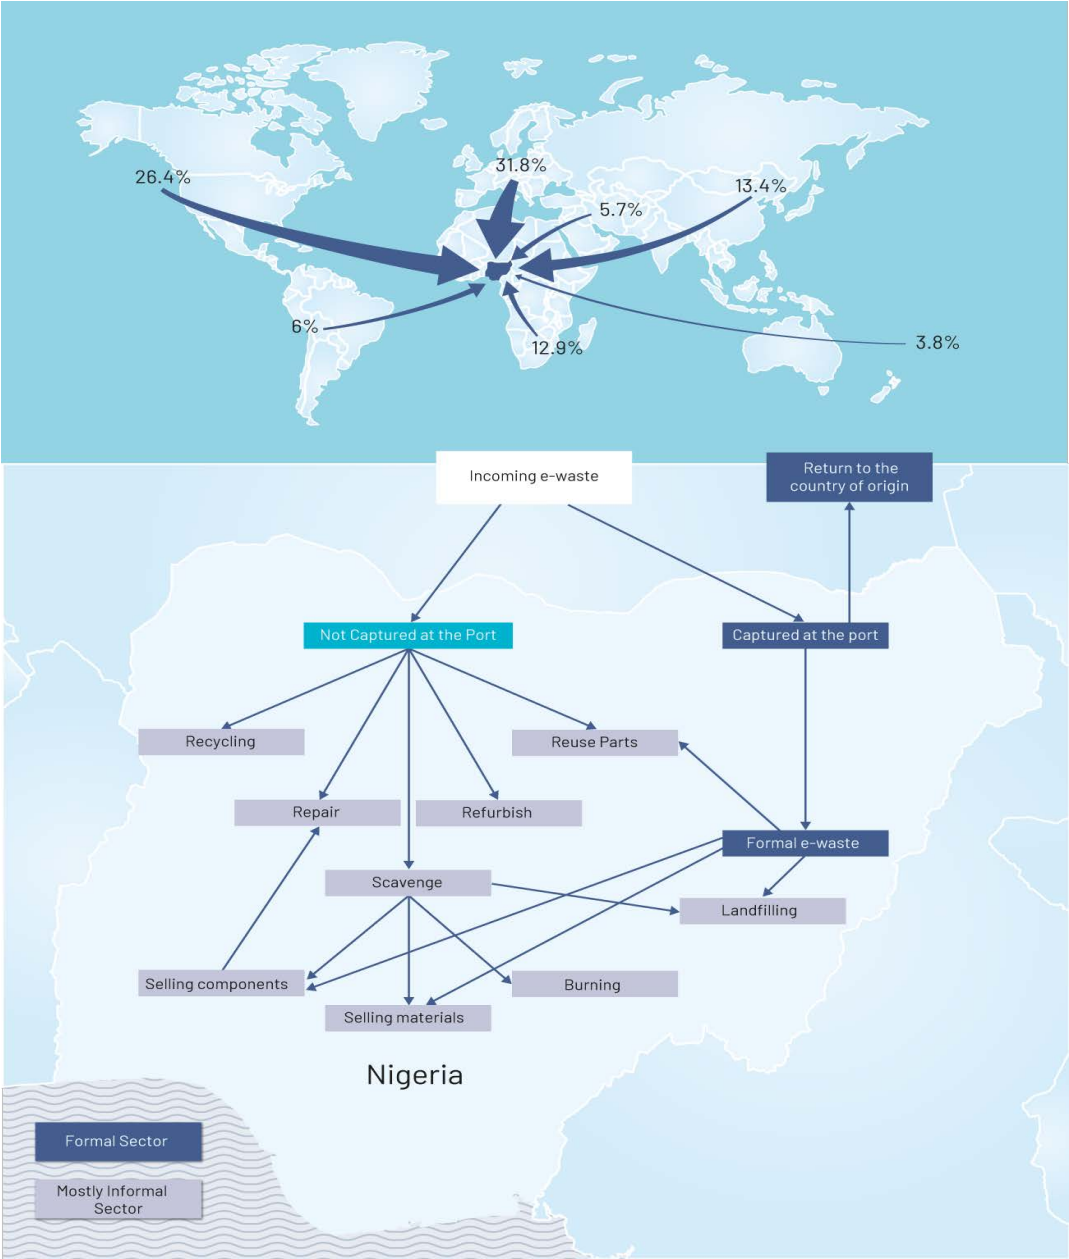 31.8%
26.4%
13.4%
5.7%
6%
12.9%
3.8%
Incoming e-waste
Return to the
country of origin
Not Captured at the Port
Captured at the port
Recycling
Reuse Parts
Repair
Refurbish
Formal e-waste
Scavenge
Landfilling
Selling components
Burning
Selling materials
Nigeria
Formal Sector
Mostly Informal
Sector